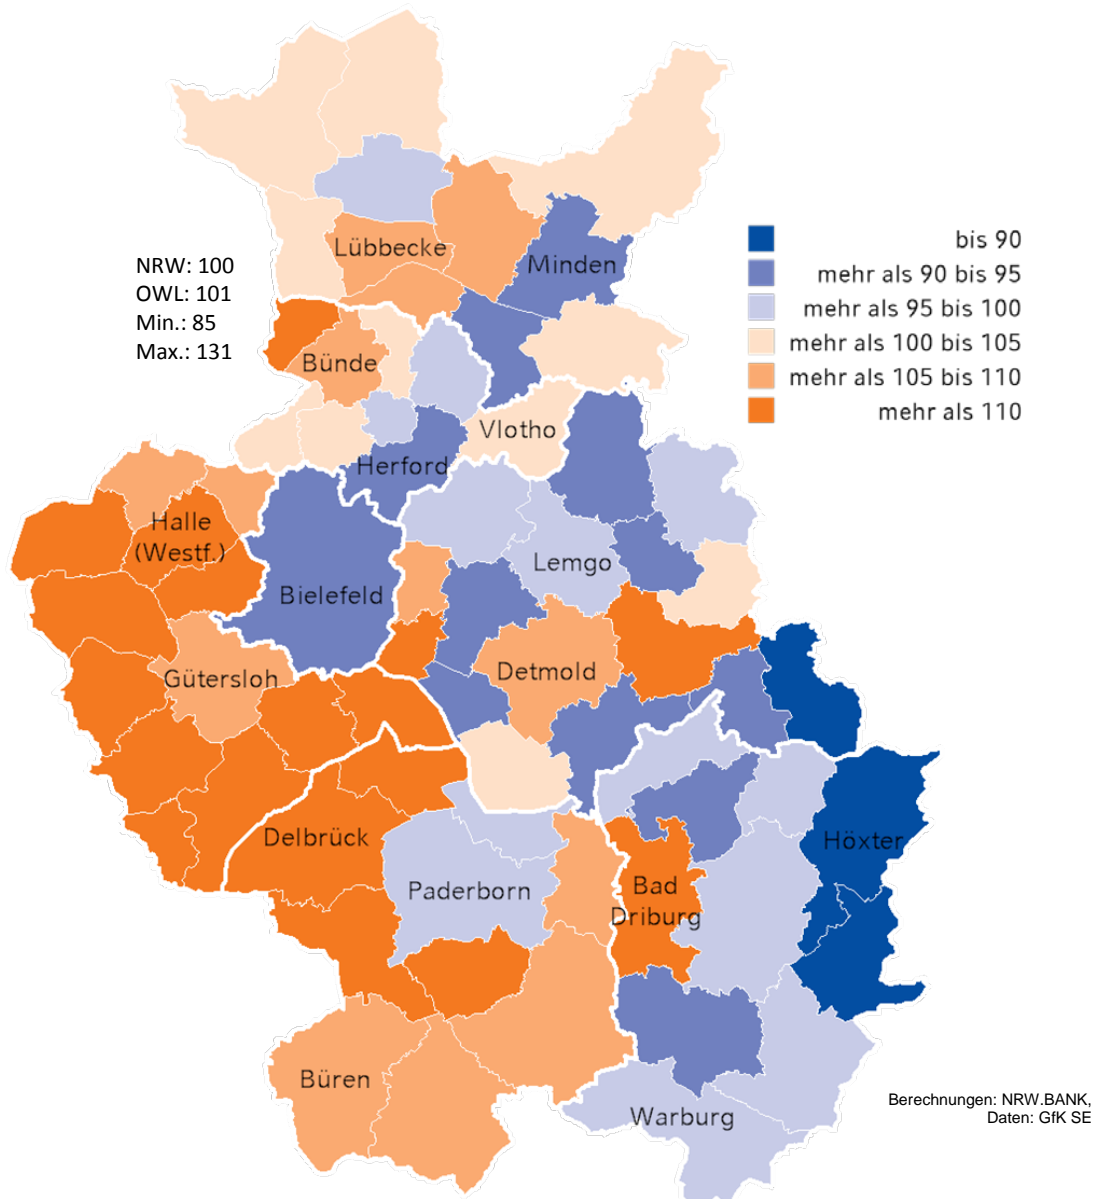 NRW: 100
OWL: 101
Min.: 85
Max.: 131
bis 90
mehr als 90 bis 95
mehr als 95 bis 100
mehr als 100 bis 105
mehr als 105 bis 110
mehr als 110
Lübbecke
Minden
Bünde
Vlotho
Herford
Halle
(Westf.)
Lemgo
Bielefeld
Gütersloh
Detmold
Delbrück
Höxter
Paderborn
Bad
Driburg
Büren
Warburg
Berechnungen: NRW.BANK,
Daten: GfK SE